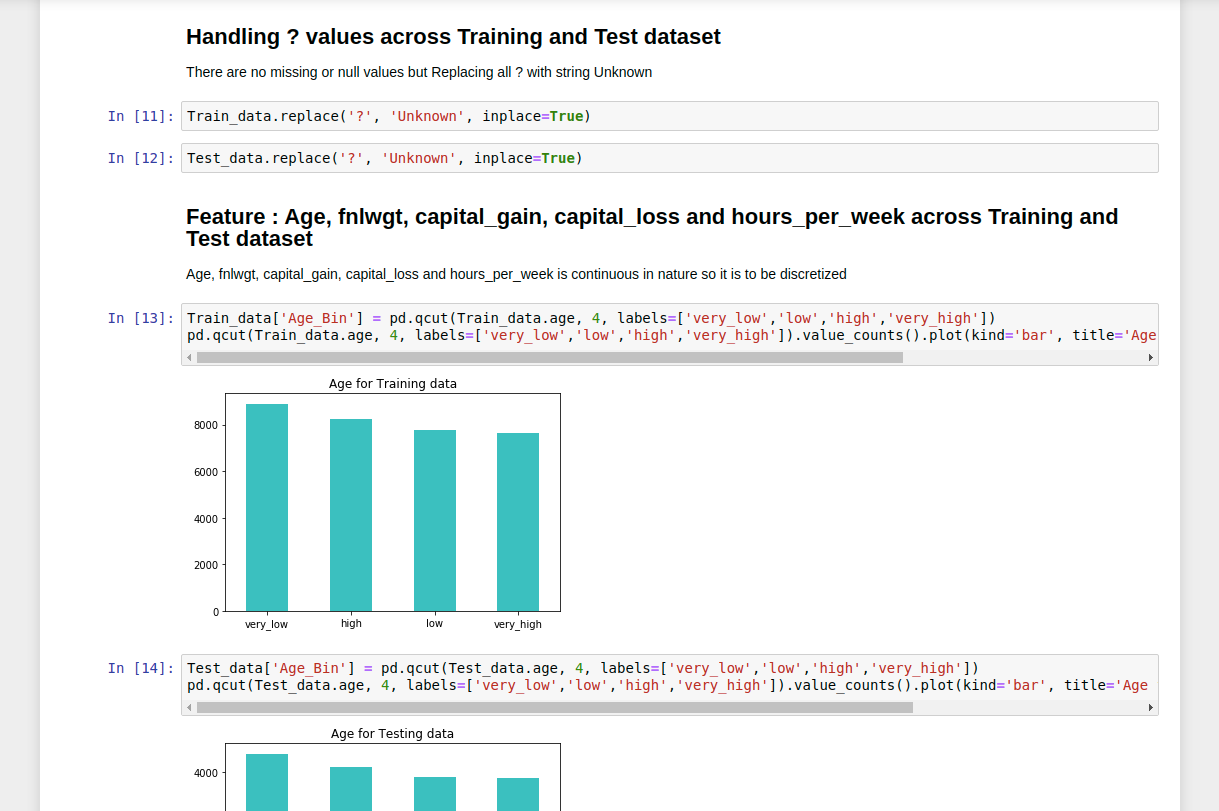 Handling ? values across Training and Test dataset
There are no missing or null values but Replacing all ? with string Unknown
In [11]: Train_data.replace('?', 'Unknown', inplace=True)
In [12]: Test_data.replace('?', 'Unknown', inplace=True)
Feature : Age, fnlwgt, capital_gain, capital_loss and hours_per_week across Training and
Test dataset
Age, fnlwgt, capital_gain, capital_loss and hours_per_week is continuous in nature so it is to be discretized
In [13]: Train_data['Age_Bin'] = pd.qcut(Train_data.age, 4, labels=['very_low','low','high','very_high'])
pd.qcut(Train_data.age, 4, labels=['very_low','low','high','very_high']).value_counts().plot(kind='bar', title='Age
Age for Training data
8000
6000
4000
2000
0
very_low high low very_high
In [14]: Test_data['Age_Bin'] = pd.qcut(Test_data.age, 4, labels=['very_low','low','high','very_high'])
pd.qcut(Test_data.age, 4, labels=['very_low','low','high','very_high']).value_counts().plot(kind='bar', title='Age
Age for Testing data
4000